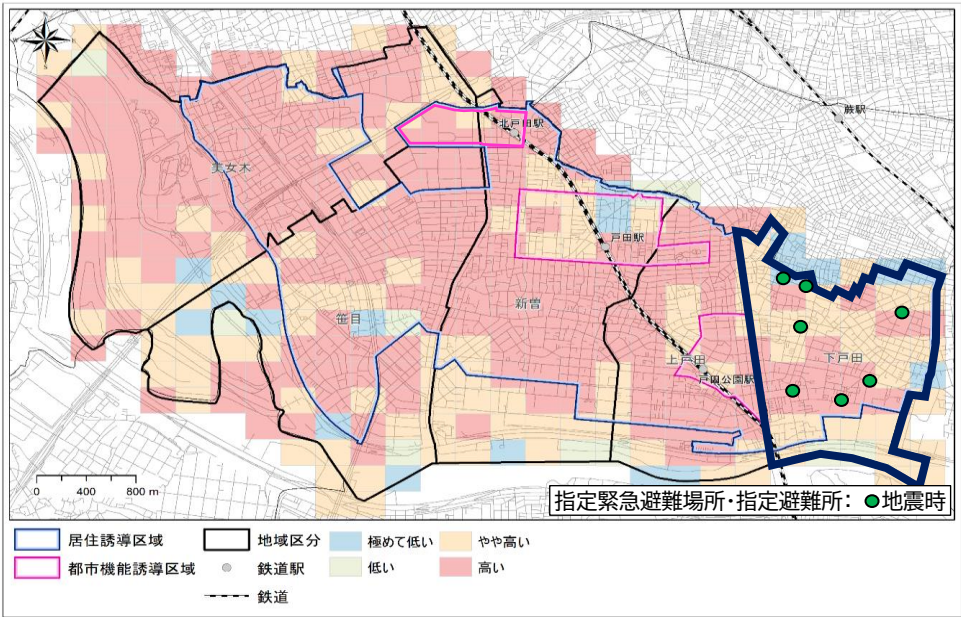 蕨駅
北戸田駅
美女木
戸田駅
新曽
笹目
下戸田
上戸田
戸田公園駅
0 400 800 m
指定緊急避難場所・指定避難所: 地震時
居住誘導区域 地域区分 極めて低い やや高い
都市機能誘導区域 鉄道駅 低い 高い
鉄道